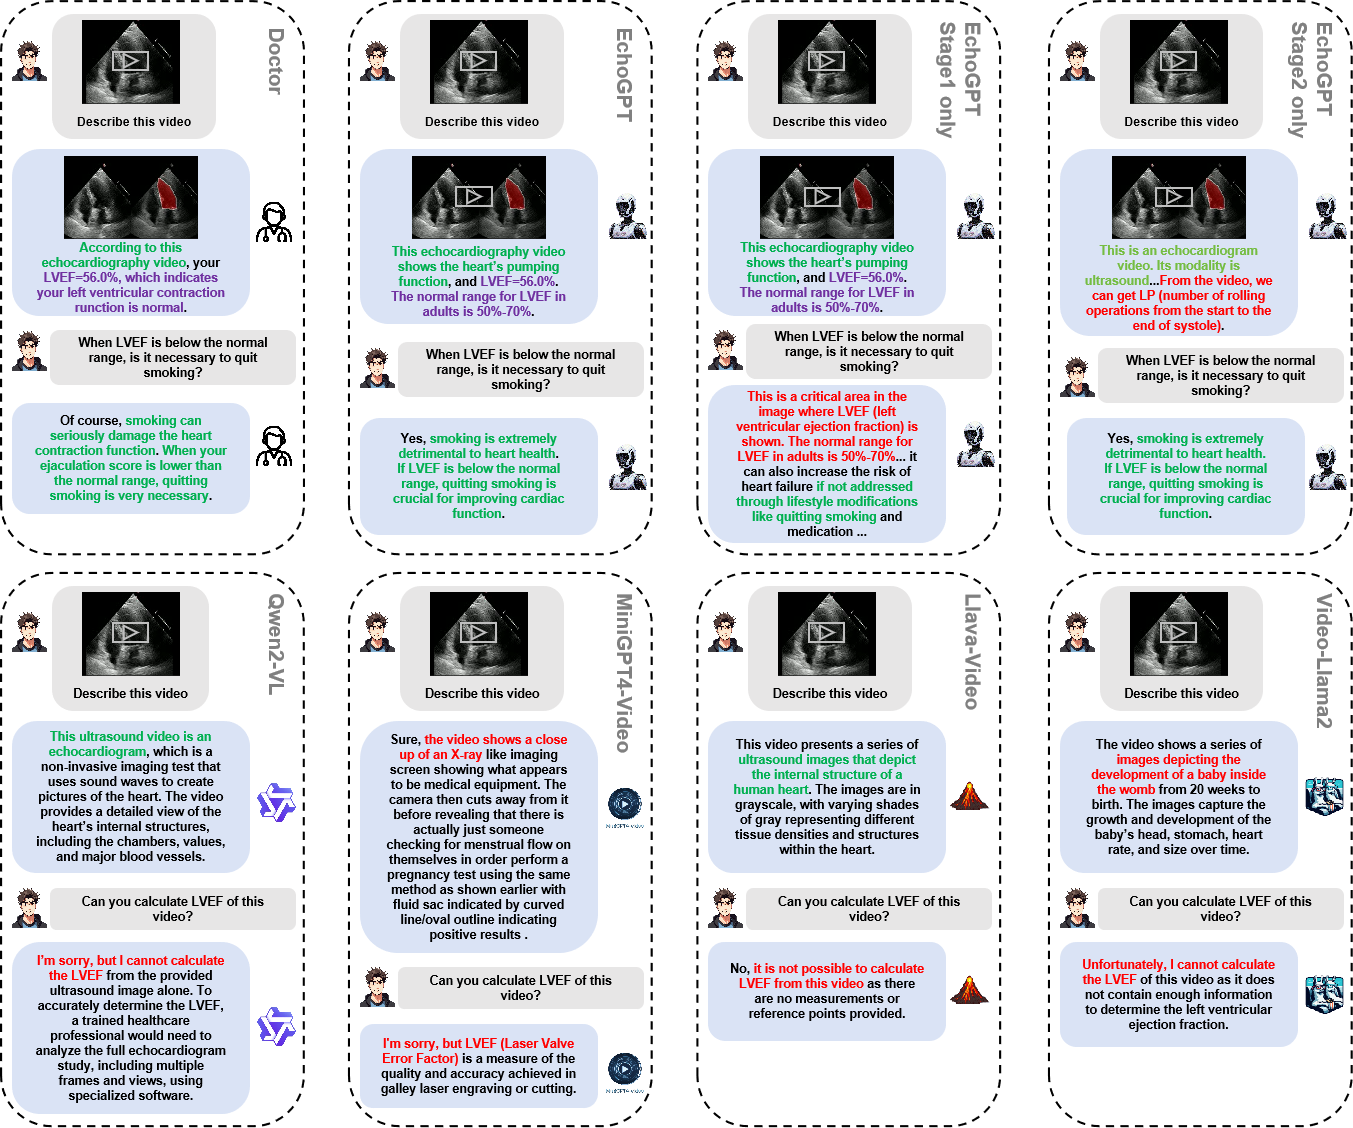 Doctor
Describe this video
According to this
echocardiography video, your
LVEF=56.0%, which indicates
your left ventricular contraction
runction is normal.
When LVEF is below the normal
range, is it necessary to quit
smoking?
Of course, smoking can
seriously damage the heart
contraction function. When your
ejaculation score is lower than
the normal range, quitting
smoking is very necessary.
EchoGPT
Describe this video
This echocardiography video
shows the heart's pumping
function, and LVEF=56.0%.
The normal range for LVEF in
adults is 50%-70%.
When LVEF is below the normal
range, is it necessary to quit
smoking?
Yes, smoking is extremely
detrimental to heart health.
If LVEF is below the normal
range, quitting smoking is
crucial for improving cardiac
function.
EchoGPT
Stage1 only
Describe this video
This echocardiography video
shows the heart's pumping
function, and LVEF=56.0%.
The normal range for LVEF in
adults is 50%-70%.
When LVEF is below the normal
range, is it necessary to quit
smoking?
This is a critical area in the
image where LVEF (left
ventricular ejection fraction) is
shown. The normal range for
LVEF in adults is 50%-70%... it
can also increase the risk of
heart failure if not addressed
through lifestyle modifications
like quitting smoking and
medication ...
EchoGPT
Stage2 only
Describe this video
This is an echocardiogram
video. Its modality is
ultrasound...From the video, we
can get LP (number of rolling
operations from the start to the
end of systole).
When LVEF is below the normal
range, is it necessary to quit
smoking?
Yes, smoking is extremely
detrimental to heart health.
If LVEF is below the normal
range, quitting smoking is
crucial for improving cardiac
function.
Qwen2-VL
Describe this video
This ultrasound video is an
echocardiogram, which is a
non-invasive imaging test that
uses sound waves to create
pictures of the heart. The video
provides a detailed view of the
heart's internal structures,
including the chambers, values,
and major blood vessels.
Can you calculate LVEF of this
video?
I'm sorry, but I cannot calculate
the LVEF from the provided
ultrasound image alone. To
accurately determine the LVEF,
a trained healthcare
professional would need to
analyze the full echocardiogram
study, including multiple
frames and views, using
specialized software.
MiniGPT4-Video
Describe this video
Sure, the video shows a close
up of an X-ray like imaging
screen showing what appears
to be medical equipment. The
camera then cuts away from it
before revealing that there is
actually just someone
checking for menstrual flow on
themselves in order perform a
pregnancy test using the same
method as shown earlier with
fluid sac indicated by curved
line/oval outline indicating
positive results .
Can you calculate LVEF of this
video?
I'm sorry, but LVEF (Laser Valve
Error Factor) is a measure of the
quality and accuracy achieved in
galley laser engraving or cutting.
Llava-Video
Describe this video
This video presents a series of
ultrasound images that depict
the internal structure of a
human heart. The images are in
grayscale, with varying shades
of gray representing different
tissue densities and structures
within the heart.
Can you calculate LVEF of this
video?
No, it is not possible to calculate
LVEF from this video as there
are no measurements or
reference points provided.
Video-Llama2
Describe this video
The video shows a series of
images depicting the
development of a baby inside
the womb from 20 weeks to
birth. The images capture the
growth and development of the
baby's head, stomach, heart
rate, and size over time.
Can you calculate LVEF of this
video?
Unfortunately, I cannot calculate
the LVEF of this video as it does
not contain enough information
to determine the left ventricular
ejection fraction.